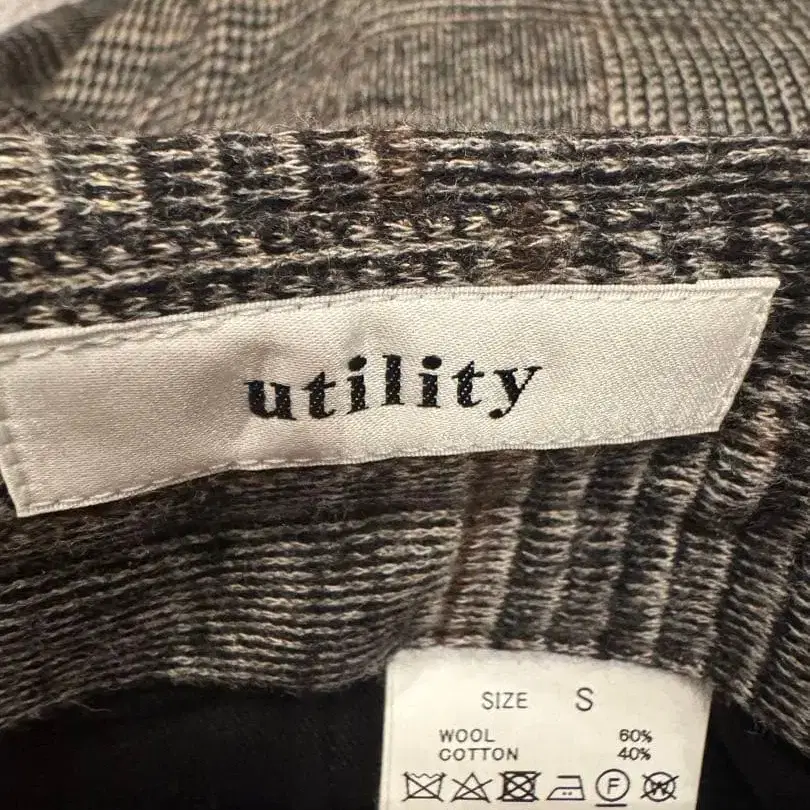 utility
SIZE S
WOOL 60%
COTTON 40%
F W